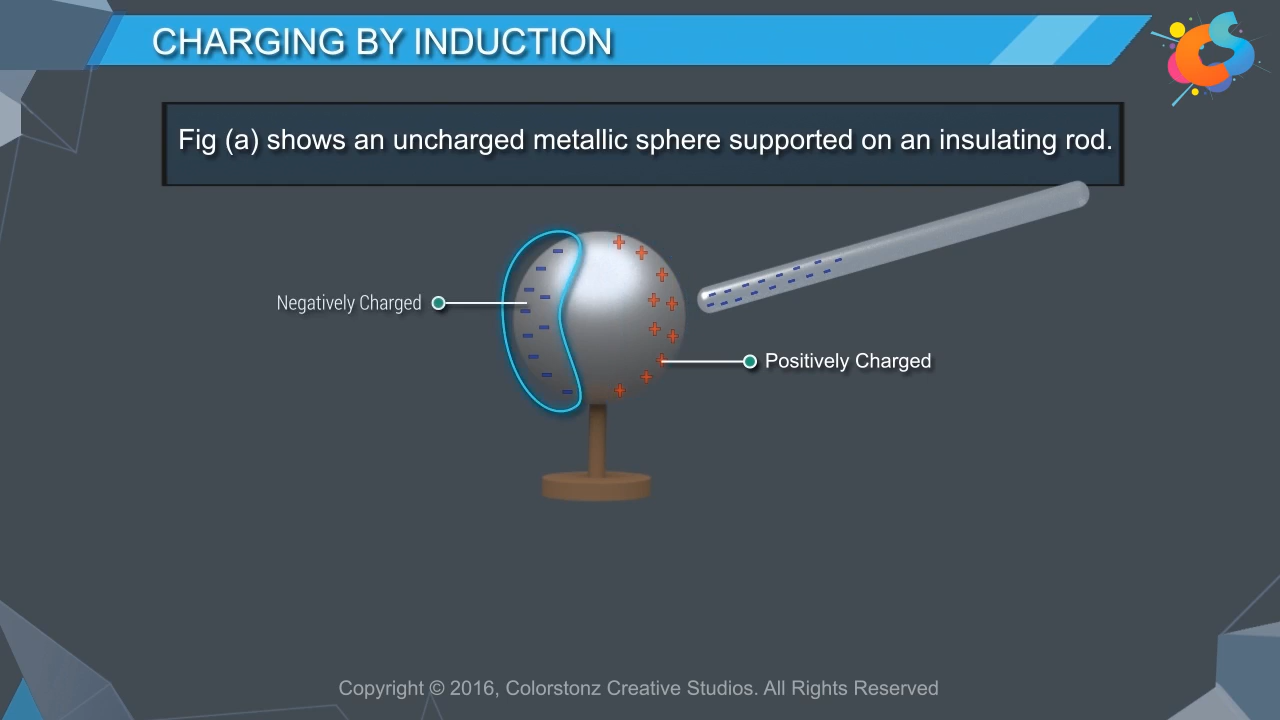 CHARGING BY INDUCTION
Fig (a) shows an uncharged metallic sphere supported on an insulating rod.
Negatively Charged
Positively Charged
Copyright © 2016, Colorstonz Creative Studios. All Rights Reserved